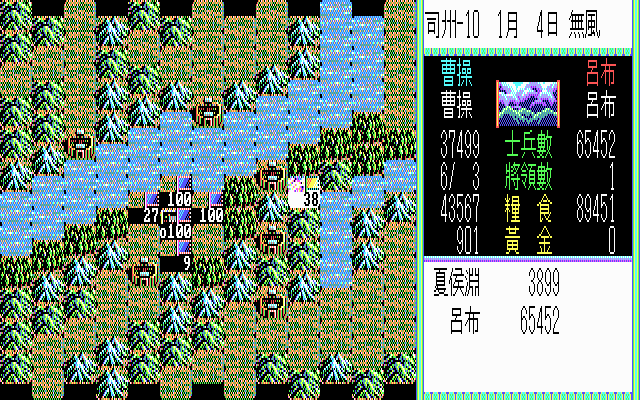 司州-10 1月 4日 無風
曹操 呂布
曹操 呂布
37499 士兵數 65452
6/ 3 將領數 1
43567 糧食 89451
901 黃金 0
夏侯淵 3899
呂布 65452
100
38
27 100
100
9